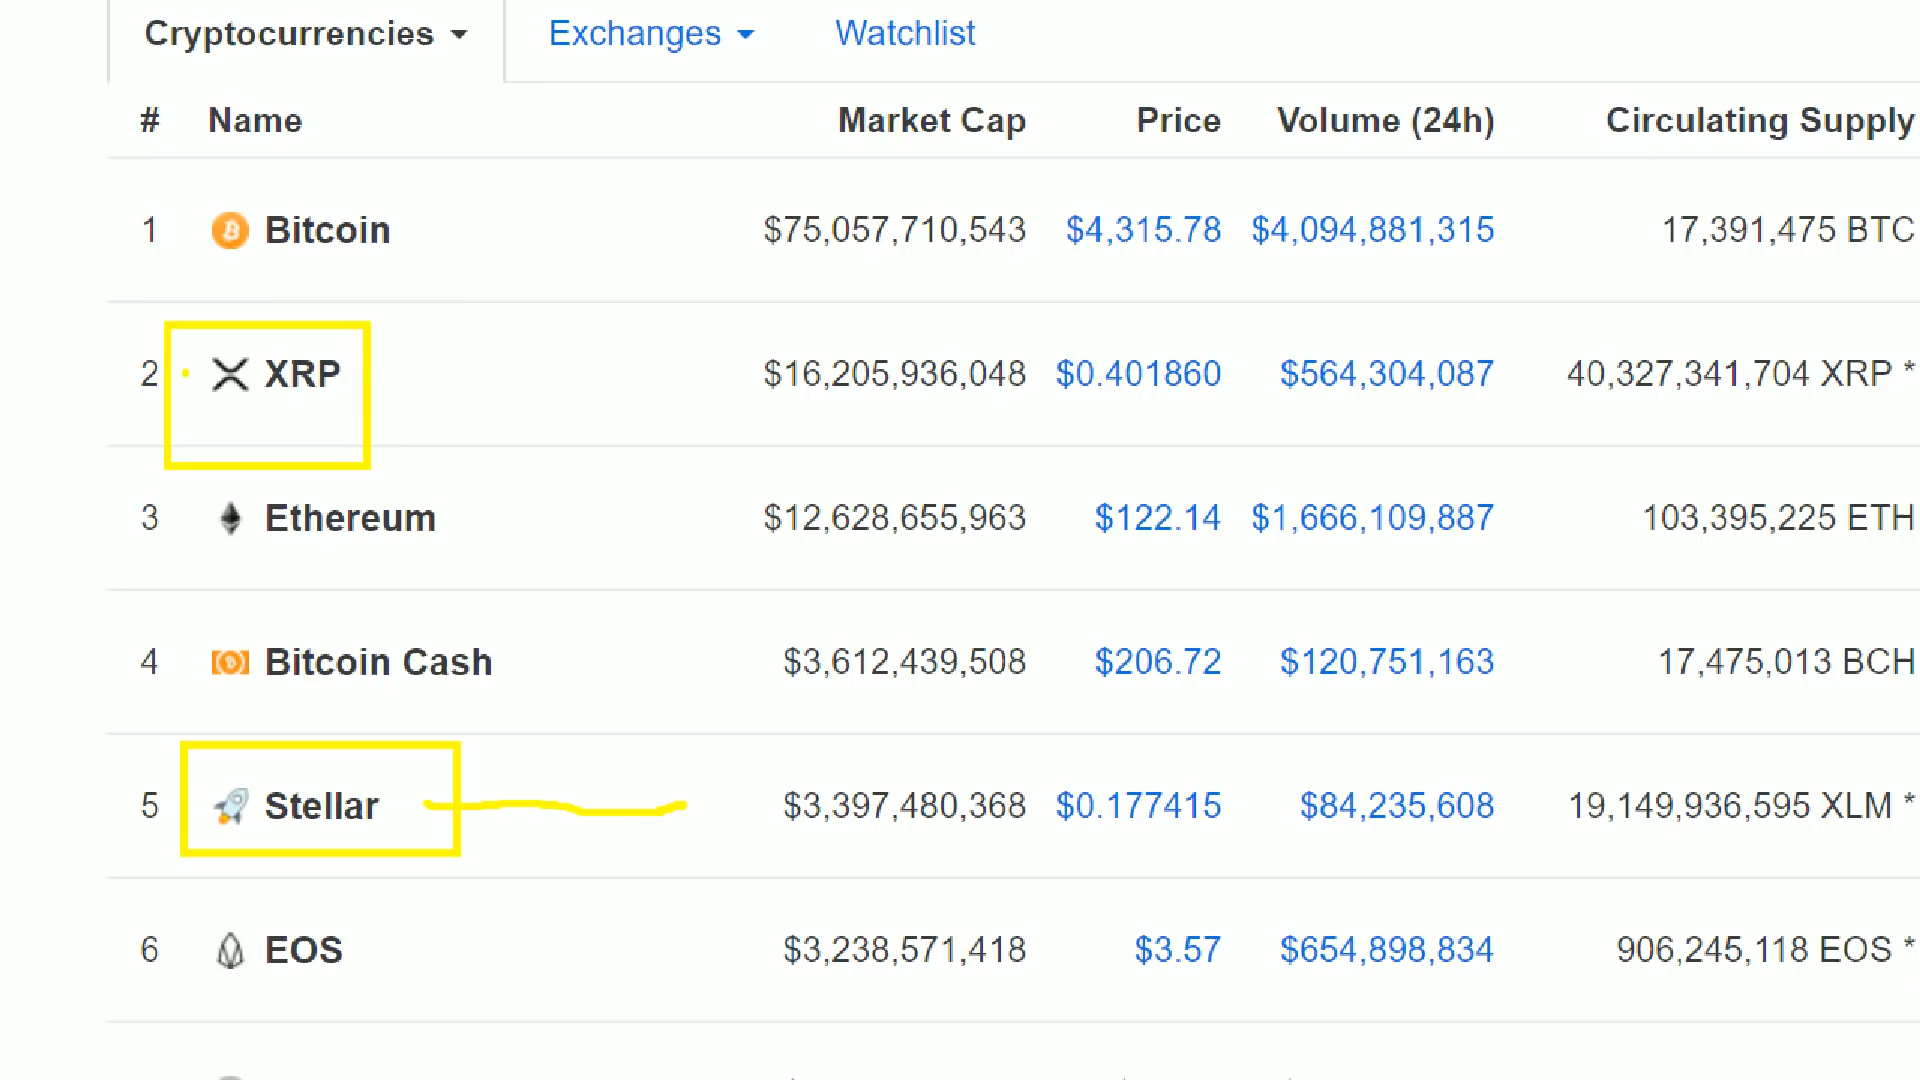 Cryptocurrencies Exchanges Watchlist
# Name Market Cap Price Volume (24h) Circulating Supply
1 Bitcoin $75,057,710,543 $4,315.78 $4,094,881,315 17,391,475 BTC
2 XRP $16,205,936,048 $0.401860 $564,304,087 40,327,341,704 XRP *
3 Ethereum $12,628,655,963 $122.14 $1,666,109,887 103,395,225 ETH
4 Bitcoin Cash $3,612,439,508 $206.72 $120,751,163 17,475,013 BCH
5 Stellar $3,397,480,368 $0.177415 $84,235,608 19,149,936,595 XLM *
6 EOS $3,238,571,418 $3.57 $654,898,834 906,245,118 EOS *